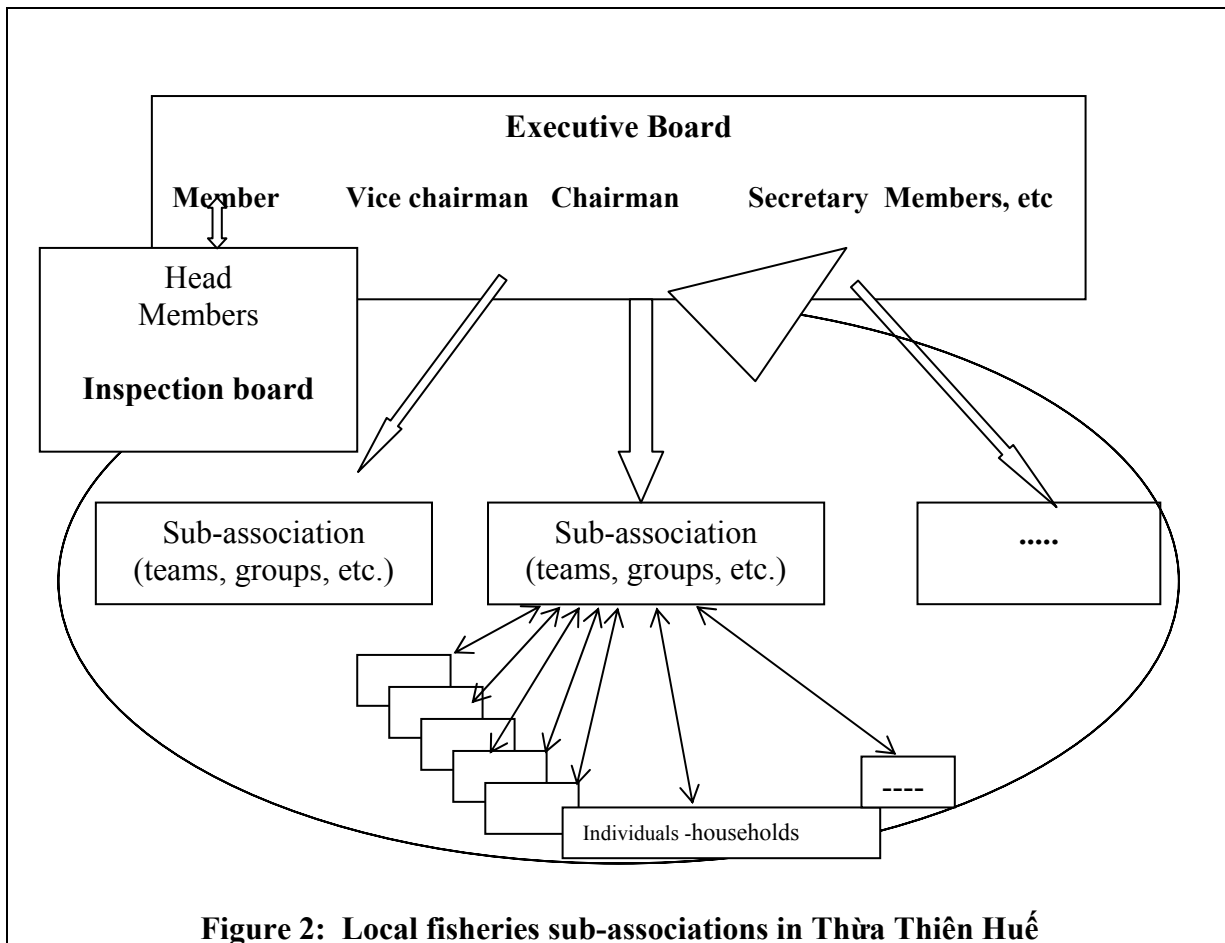 Executive Board
Member Vice chairman Chairman Secretary Members, etc
Head
Members
Inspection board
Sub-association
(teams, groups, etc.)
Sub-association
(teams, groups, etc.)
.....
----
Individuals -households
Figure 2: Local fisheries sub-associations in Thừa Thiên Huế